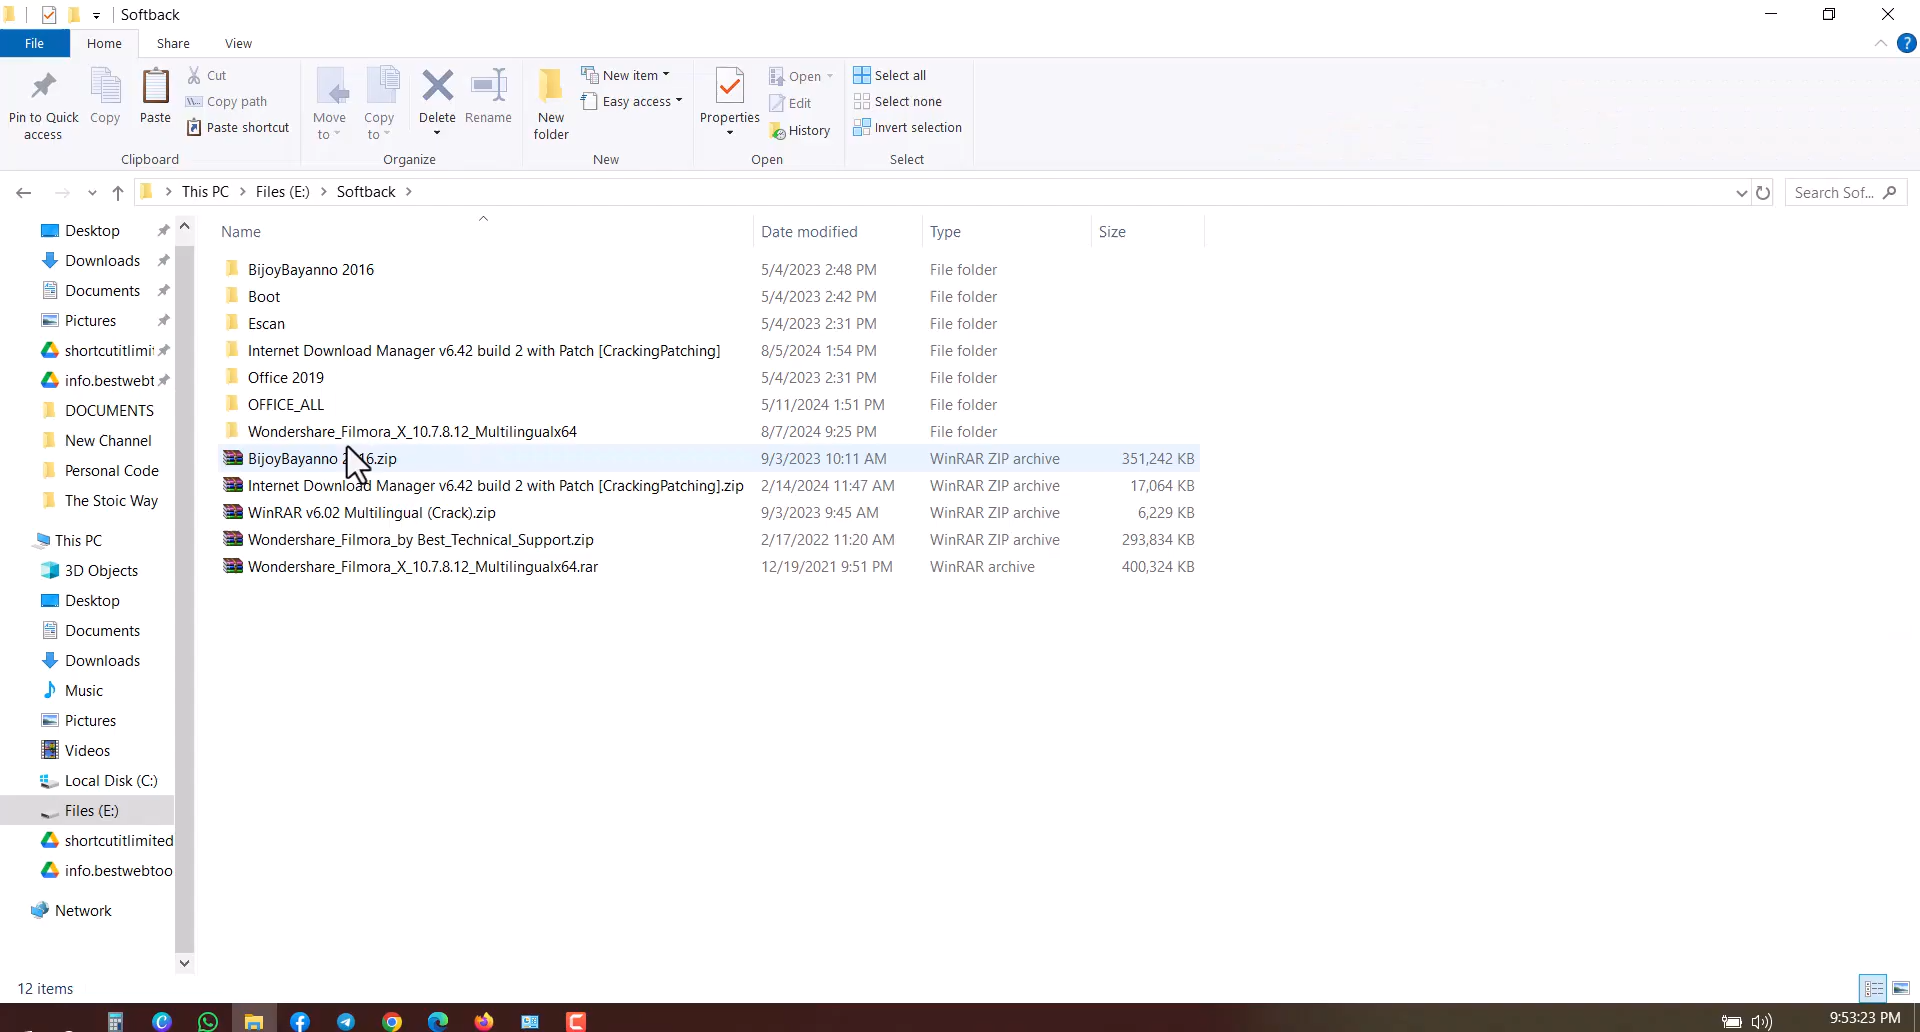 Softback
File Home Share View
Pin to Quick access
Copy
Paste
Cut
Copy path
Paste shortcut
Clipboard
Move to
Copy to
Delete
Rename
Organize
New folder
New item
Easy access
New
Properties
Open
Edit
History
Open
Select all
Select none
Invert selection
Select
This PC > Files (E:) > Softback >
Search Sof...
Desktop
Downloads
Documents
Pictures
shortcutitlimit
info.bestwebt
DOCUMENTS
New Channel
Personal Code
The Stoic Way
This PC
3D Objects
Desktop
Documents
Downloads
Music
Pictures
Videos
Local Disk (C:)
Files (E:)
shortcutitlimited
info.bestwebtoo
Network
Name Date modified Type Size
BijoyBayanno 2016 5/4/2023 2:48 PM File folder
Boot 5/4/2023 2:42 PM File folder
Escan 5/4/2023 2:31 PM File folder
Internet Download Manager v6.42 build 2 with Patch [CrackingPatching] 8/5/2024 1:54 PM File folder
Office 2019 5/4/2023 2:31 PM File folder
OFFICE_ALL 5/11/2024 1:51 PM File folder
Wondershare_Filmora_X_10.7.8.12_Multilingualx64 8/7/2024 9:25 PM File folder
BijoyBayanno 2016.zip 9/3/2023 10:11 AM WinRAR ZIP archive 351,242 KB
Internet Download Manager v6.42 build 2 with Patch [CrackingPatching].zip 2/14/2024 11:47 AM WinRAR ZIP archive 17,064 KB
WinRAR v6.02 Multilingual (Crack).zip 9/3/2023 9:45 AM WinRAR ZIP archive 6,229 KB
Wondershare_Filmora_by Best_Technical_Support.zip 2/17/2022 11:20 AM WinRAR ZIP archive 293,834 KB
Wondershare_Filmora_X_10.7.8.12_Multilingualx64.rar 12/19/2021 9:51 PM WinRAR archive 400,324 KB
12 items
9:53:23 PM